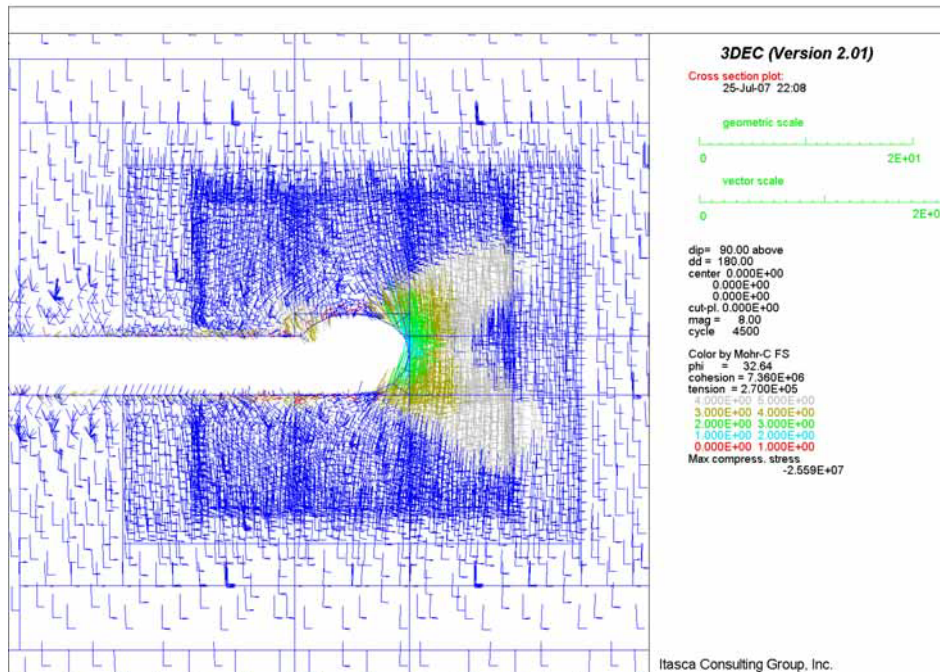 3DEC (Version 2.01)
Cross section plot:
25-Jul-07 22:08
geometric scale
0 2E+01
vector scale
0 2E+0
dip= 90.00 above
dd = 180.00
center 0.000E+00
0.000E+00
0.000E+00
cut-pl. 0.000E+00
mag = 8.00
cycle 4500
Color by Mohr-C FS
phi = 32.64
cohesion = 7.360E+06
tension = 2.700E+05
4.000E+00 5.000E+00
3.000E+00 4.000E+00
2.000E+00 3.000E+00
1.000E+00 2.000E+00
0.000E+00 1.000E+00
Max compress. stress
-2.559E+07
Itasca Consulting Group, Inc.